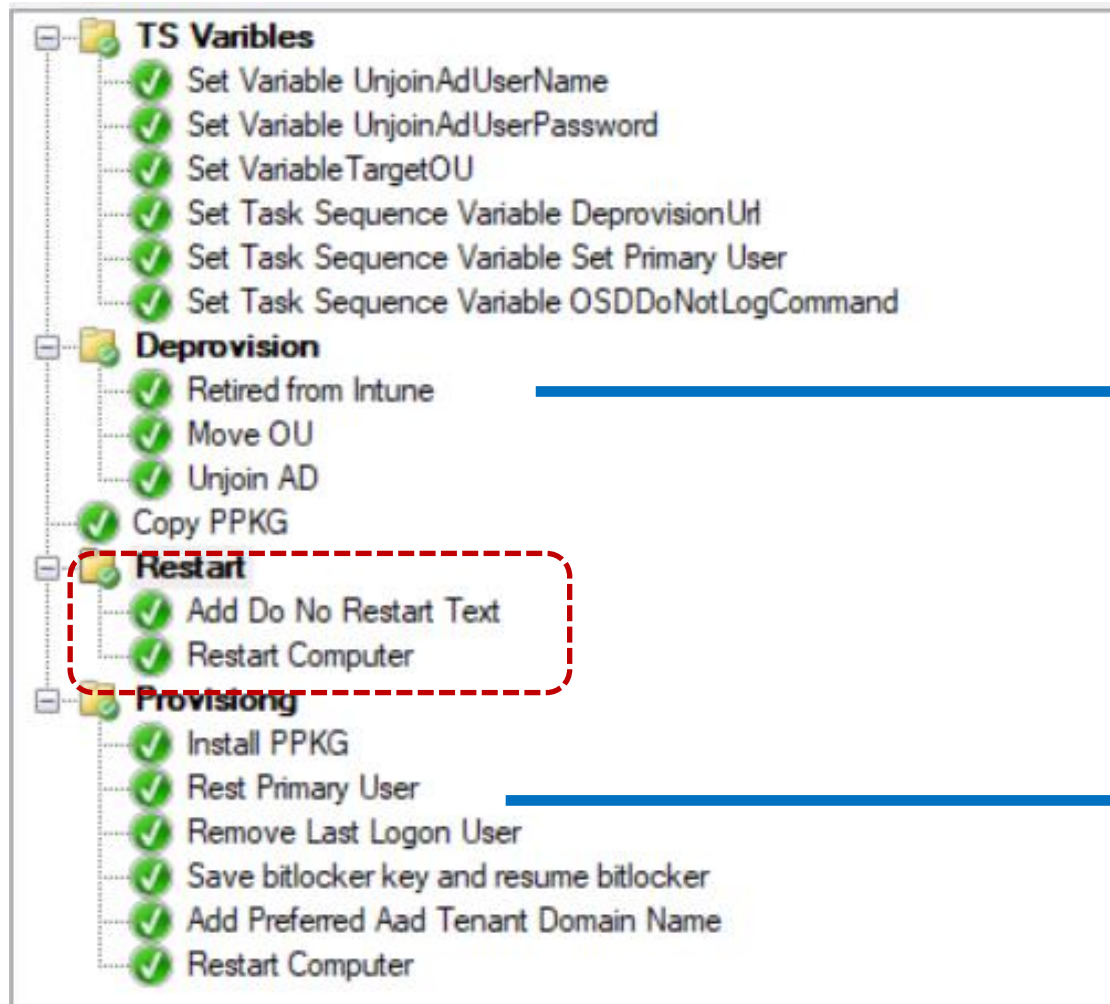 TS Varibles
Set Variable UnjoinAdUserName
Set Variable UnjoinAdUserPassword
Set VariableTargetOU
Set Task Sequence Variable DeprovisionUrl
Set Task Sequence Variable Set Primary User
Set Task Sequence Variable OSDDoNotLogCommand
Deprovision
Retired from Intune
Move OU
Unjoin AD
Copy PPKG
Restart
Add Do No Restart Text
Restart Computer
Provisiong
Install PPKG
Rest Primary User
Remove Last Logon User
Save bitlocker key and resume bitlocker
Add Preferred Aad Tenant Domain Name
Restart Computer